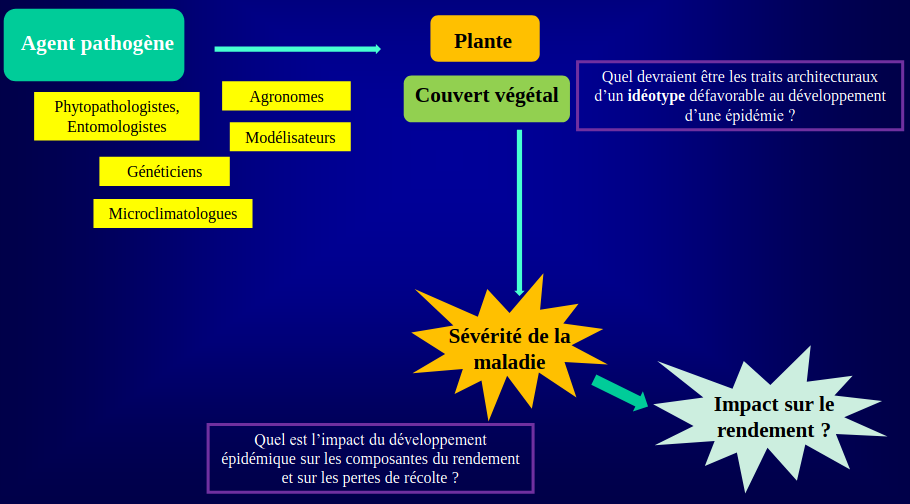 Agent pathogène
Plante
Couvert végétal
Quel devraient être les traits architecturaux
d’un idéotype défavorable au développement
d’une épidémie ?
Phytopathologistes,
Entomologistes
Agronomes
Modélisateurs
Généticiens
Microclimatologues
Sévérité de la
maladie
Impact sur le
rendement ?
Quel est l’impact du développement
épidémique sur les composantes du rendement
et sur les pertes de récolte ?